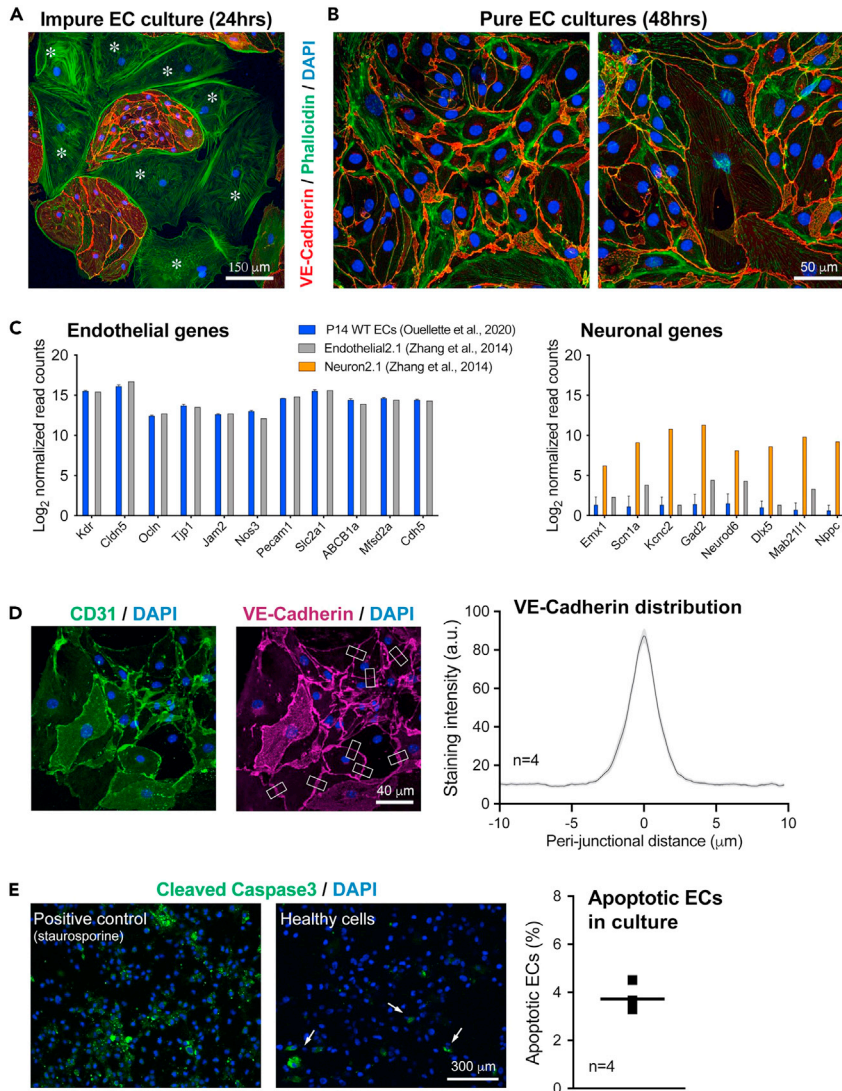 A
Impure EC culture (24hrs)
*
*
*
*
*
*
*
*
150 µm
VE-Cadherin / Phalloidin / DAPI
B
Pure EC cultures (48hrs)
50 µm
C
Endothelial genes
P14 WT ECs (Ouellette et al., 2020)
Endothelial2.1 (Zhang et al., 2014)
Neuron2.1 (Zhang et al., 2014)
Log2 normalized read counts
20
15
10
5
0
Kdr
Cldn5
Ocln
Tjp1
Jam2
Nos3
Pecam1
Slc2a1
ABCB1a
Mfsd2a
Cdh5
Neuronal genes
Log2 normalized read counts
20
15
10
5
0
Emx1
Scn1a
Kcnc2
Gad2
Neurod6
Dlx5
Mab21l1
Nppc
D
CD31 / DAPI
VE-Cadherin / DAPI
40 µm
VE-Cadherin distribution
Staining intensity (a.u.)
100
80
60
40
20
0
n=4
-10
-5
0
5
10
Peri-junctional distance (µm)
E
Cleaved Caspase3 / DAPI
Positive control
(staurosporine)
Healthy cells
300 µm
Apoptotic ECs
in culture
Apoptotic ECs (%)
8
6
4
2
0
n=4